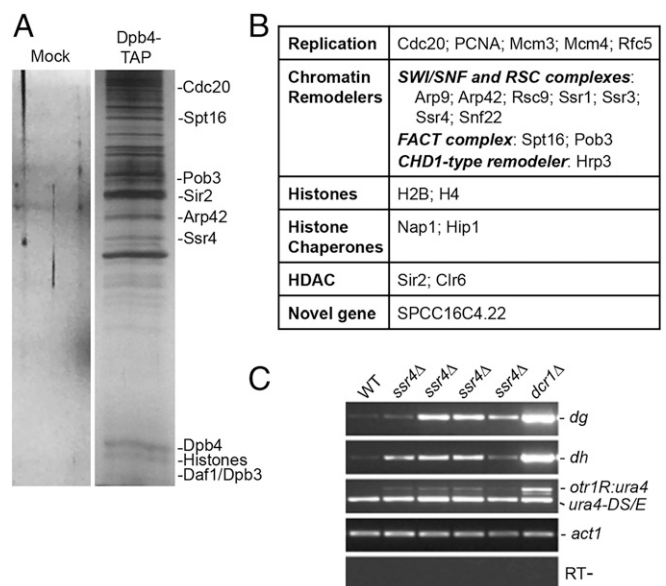 A
Mock
Dpb4-
TAP
-Cdc20
-Spt16
-Pob3
-Sir2
-Arp42
-Ssr4
-Dpb4
-Histones
-Daf1/Dpb3
B
Replication Cdc20; PCNA; Mcm3; Mcm4; Rfc5
Chromatin Remodelers
SWI/SNF and RSC complexes:
Arp9; Arp42; Rsc9; Ssr1; Ssr3;
Ssr4; Snf22
FACT complex: Spt16; Pob3
CHD1-type remodeler: Hrp3
Histones H2B; H4
Histone Chaperones Nap1; Hip1
HDAC Sir2; Clr6
Novel gene SPCC16C4.22
C
WT ssr4Δ ssr4Δ ssr4Δ ssr4Δ dcr1Δ
- dg
- dh
- otr1R:ura4
- ura4-DS/E
- act1
RT-